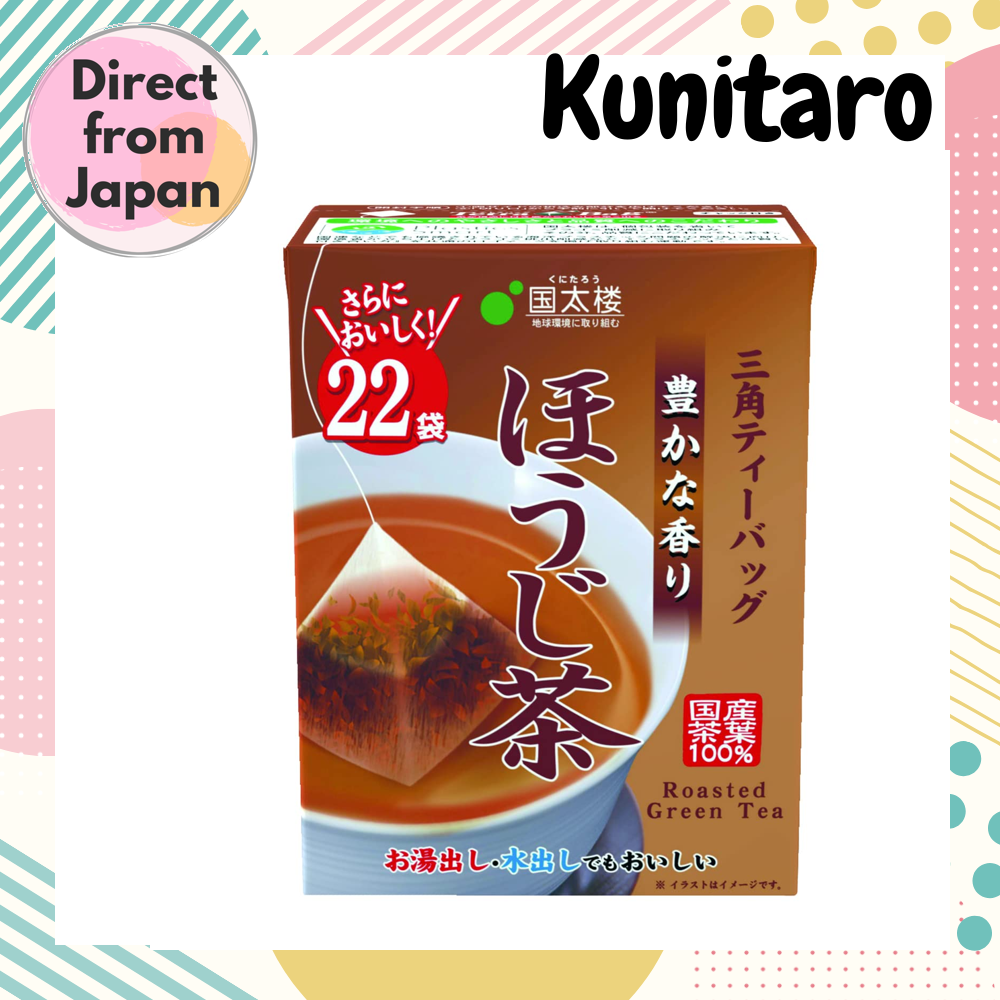 Direct
from
Japan
Kunitaro
さらに
おいしく!
22袋
くにたろう
国太楼
地球環境に取り組む
ほうじ茶
豊かな香り
三角ティーバッグ
国産
茶葉
100%
Roasted
Green Tea
お湯出し・水出しでもおいしい
※ イラストはイメージです。